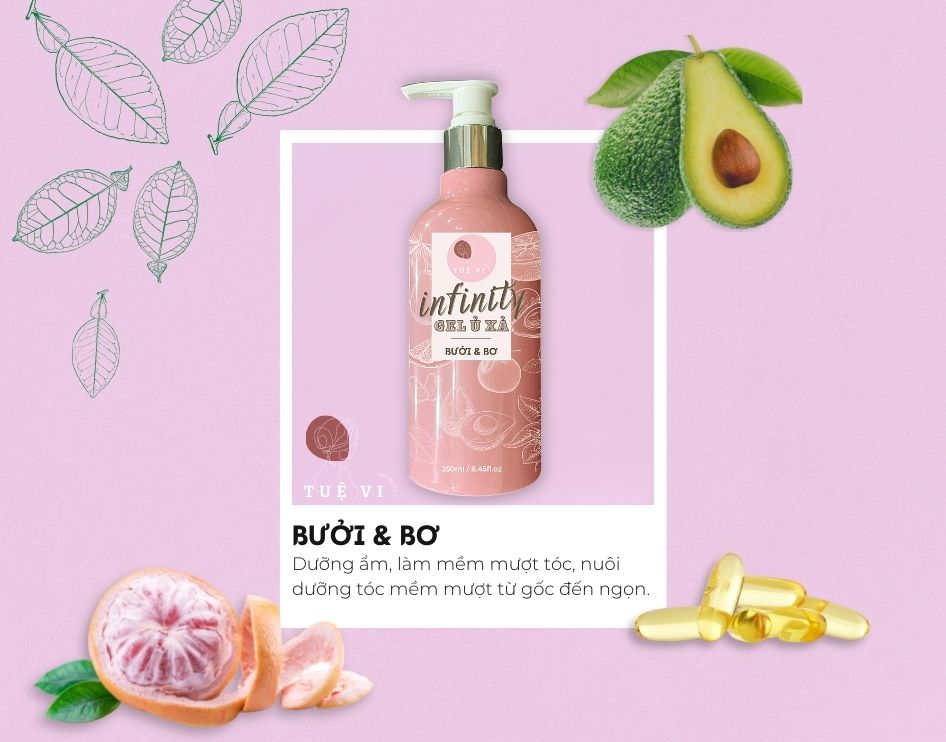 TUỆ VI
infinity
GEL Ủ XẢ
BƯỞI & BƠ
250ml / 8.45fl.oz
TUỆ VI
BƯỞI & BƠ
Dưỡng ẩm, làm mềm mượt tóc, nuôi
dưỡng tóc mềm mượt từ gốc đến ngọn.